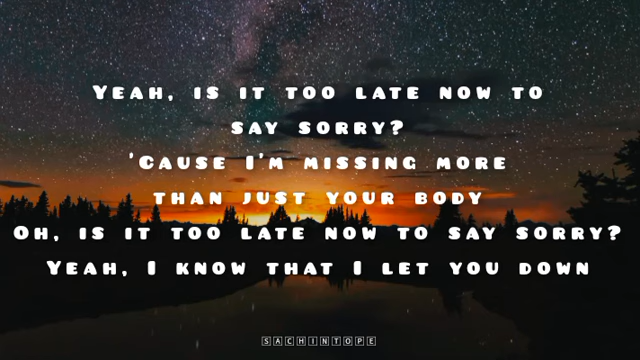 Yeah, is it too late now to
say sorry?
'Cause I'm missing more
than just your body
Oh, is it too late now to say sorry?
Yeah, I know that I let you down
SACHINTOPE